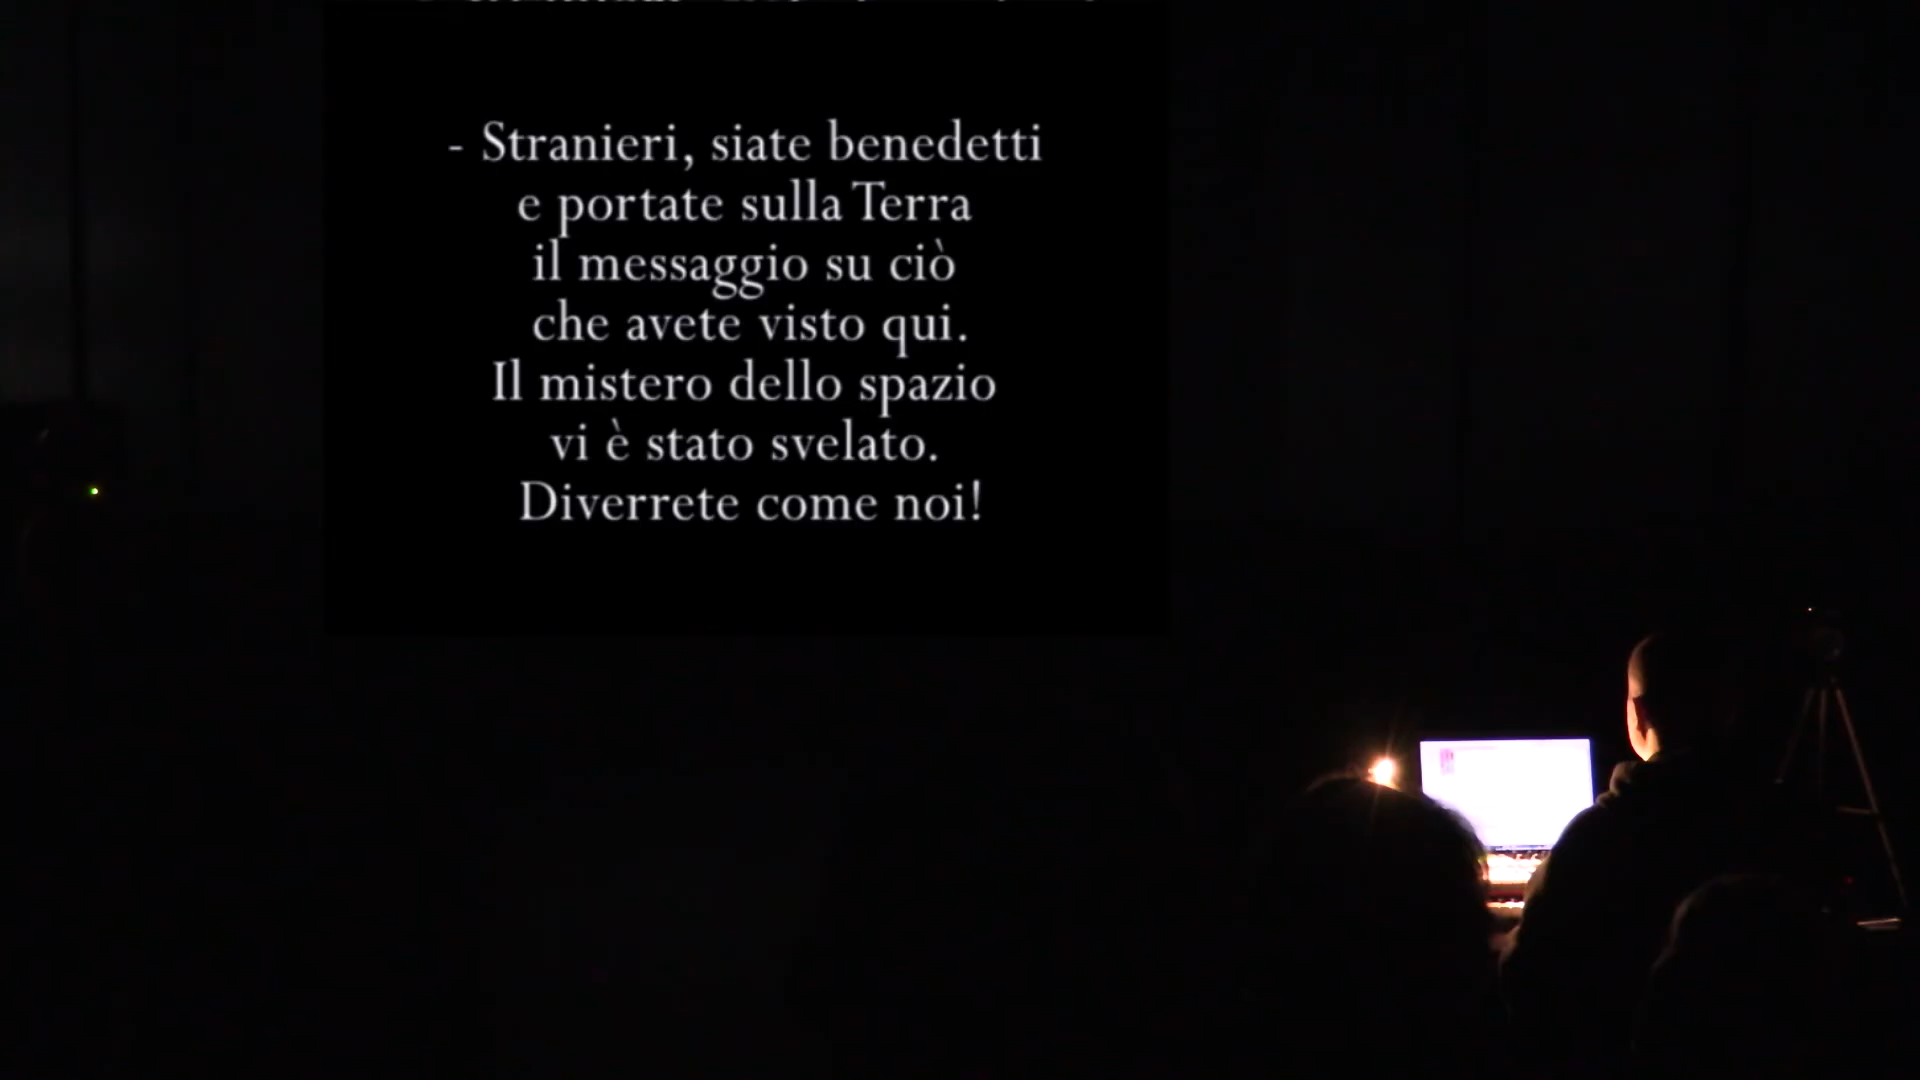 - Stranieri, siate benedetti
e portate sulla Terra
il messaggio su ciò
che avete visto qui.
Il mistero dello spazio
vi è stato svelato.
Diverrete come noi!